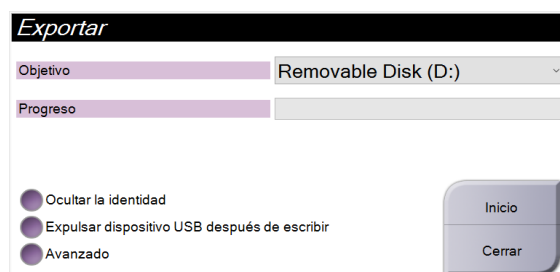 Exportar
Objetivo Removable Disk (D:)
Progreso
Ocultar la identidad
Inicio
Expulsar dispositivo USB después de escribir
Avanzado
Cerrar